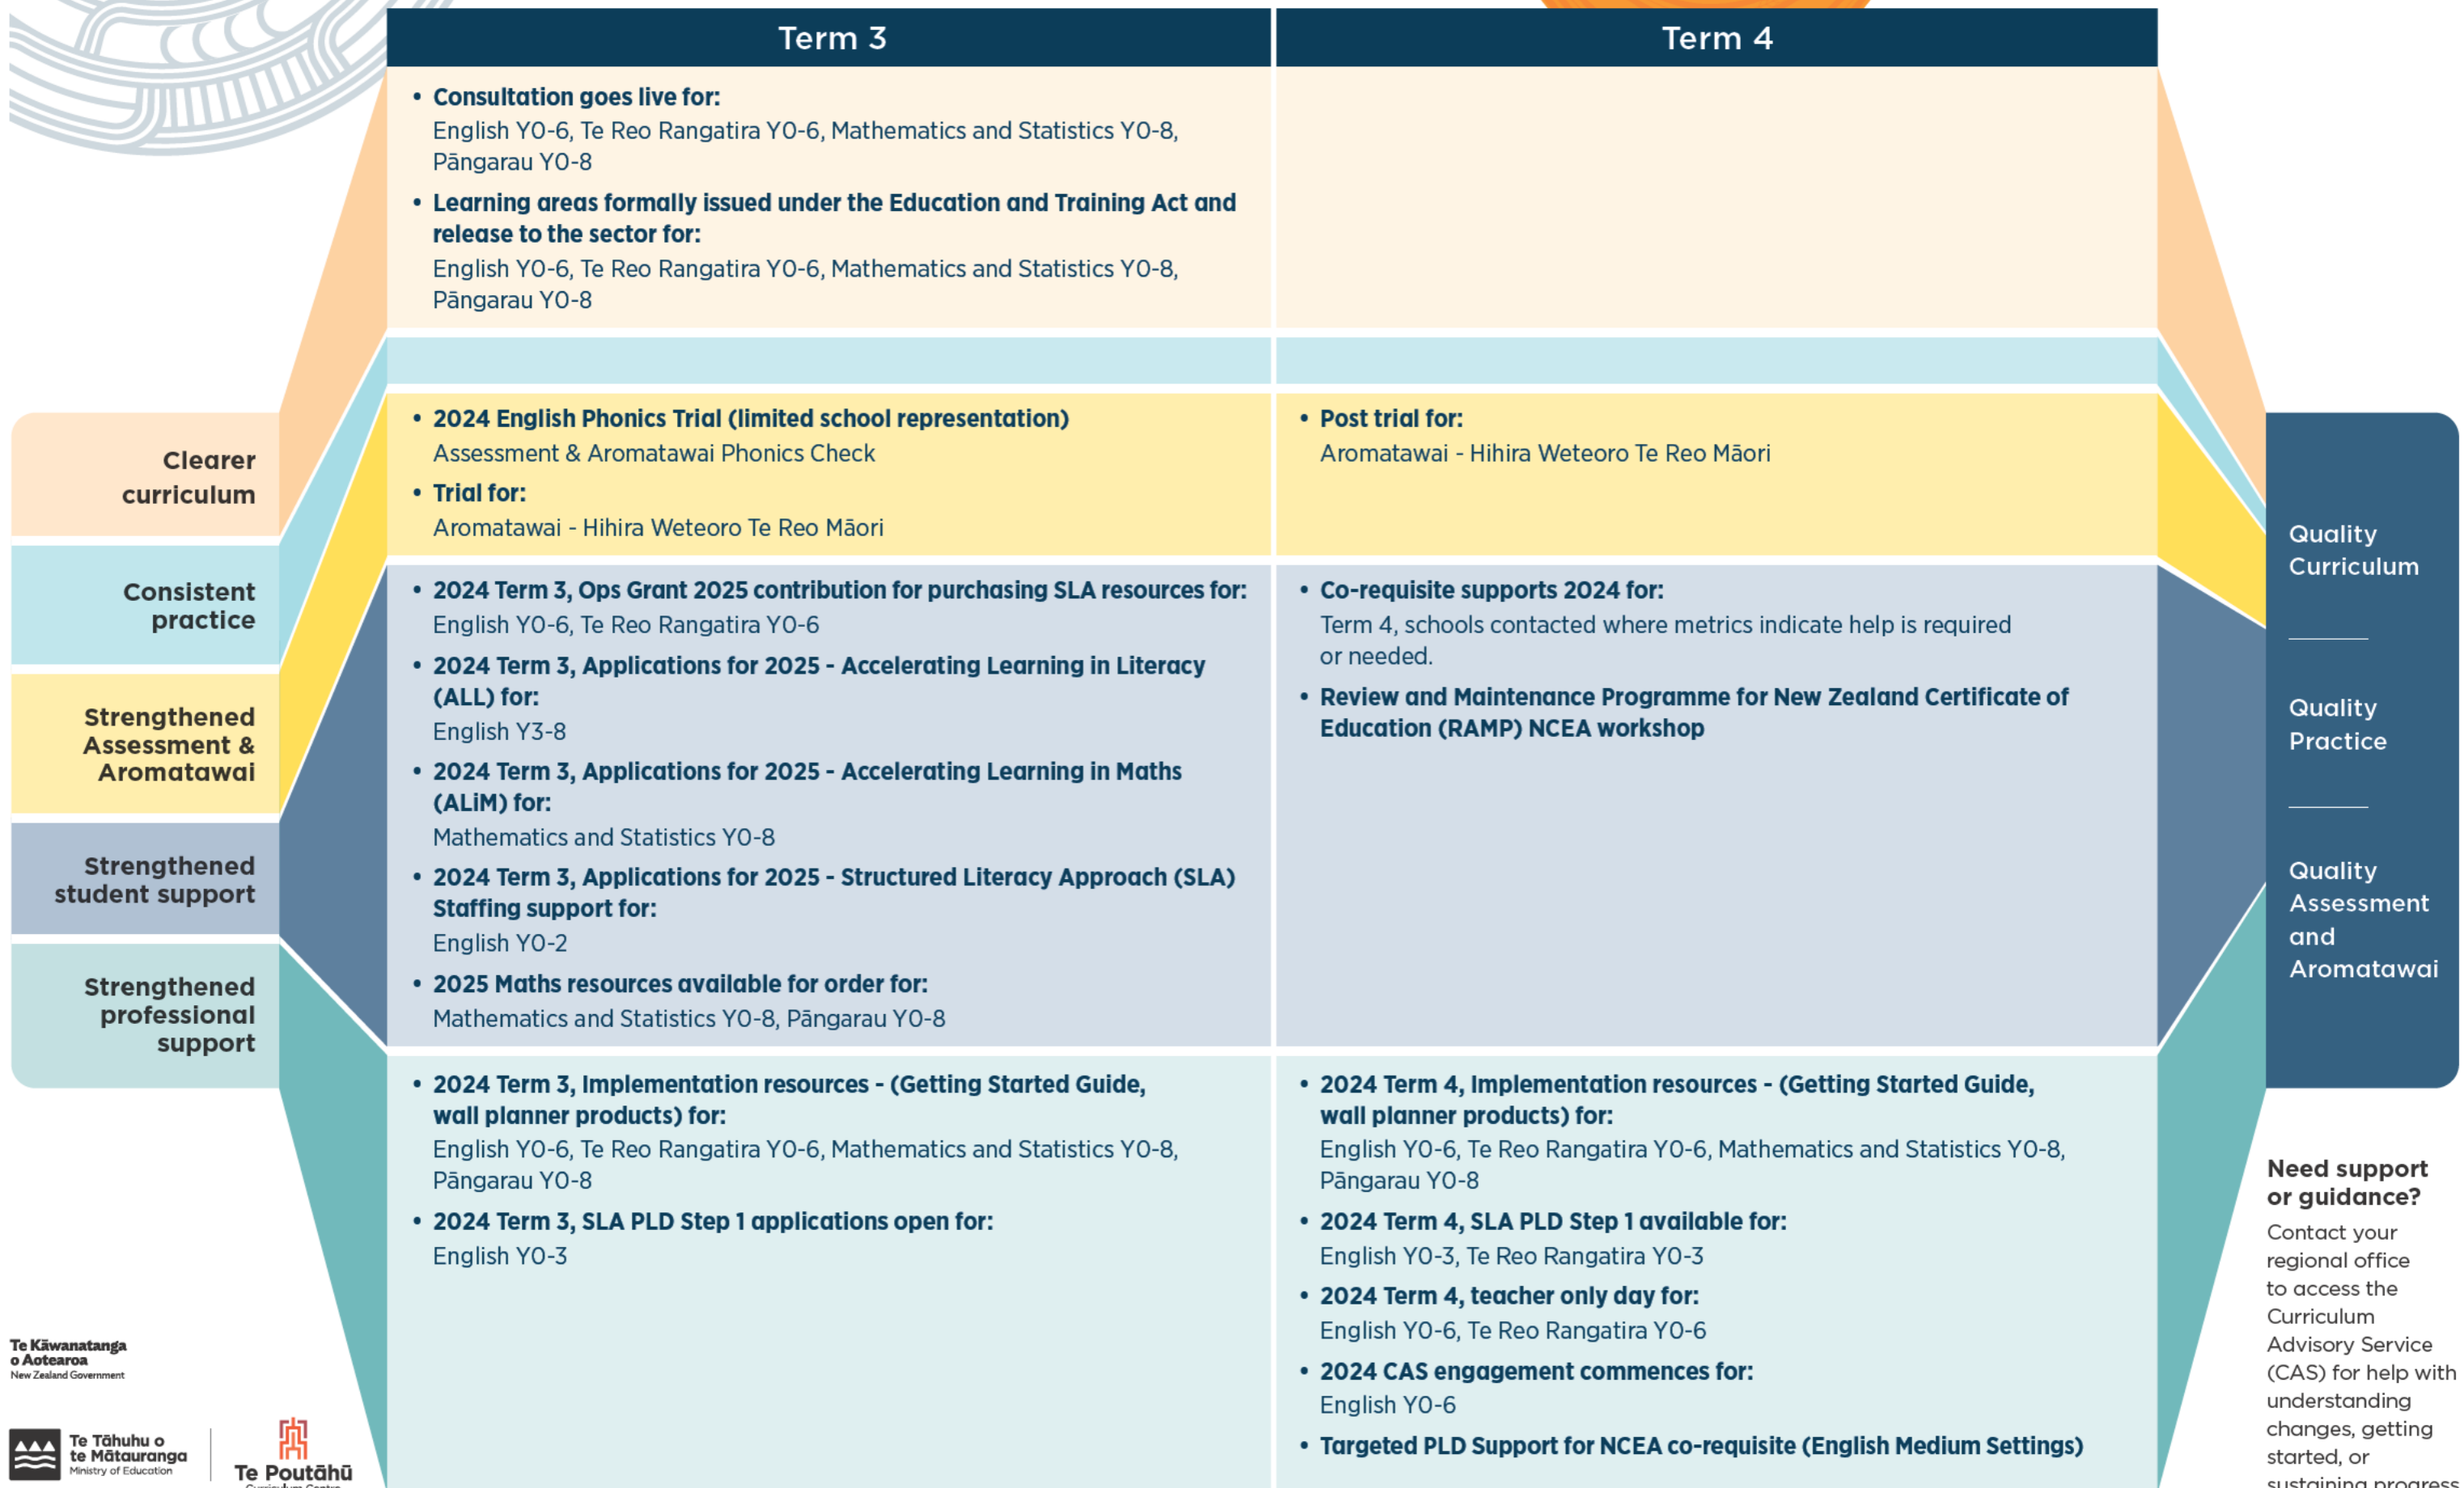 Term 3
Term 4
• Consultation goes live for:
English Y0-6, Te Reo Rangatira Y0-6, Mathematics and Statistics Y0-8,
Pāngarau Y0-8
• Learning areas formally issued under the Education and Training Act and
release to the sector for:
English Y0-6, Te Reo Rangatira Y0-6, Mathematics and Statistics Y0-8,
Pāngarau Y0-8
Clearer
curriculum
Consistent
practice
Strengthened
Assessment &
Aromatawai
Strengthened
student support
Strengthened
professional
support
• 2024 English Phonics Trial (limited school representation)
Assessment & Aromatawai Phonics Check
• Trial for:
Aromatawai - Hihira Weteoro Te Reo Māori
• Post trial for:
Aromatawai - Hihira Weteoro Te Reo Māori
• 2024 Term 3, Ops Grant 2025 contribution for purchasing SLA resources for:
English Y0-6, Te Reo Rangatira Y0-6
• 2024 Term 3, Applications for 2025 - Accelerating Learning in Literacy
(ALL) for:
English Y3-8
• 2024 Term 3, Applications for 2025 - Accelerating Learning in Maths
(ALiM) for:
Mathematics and Statistics Y0-8
• 2024 Term 3, Applications for 2025 - Structured Literacy Approach (SLA)
Staffing support for:
English Y0-2
• 2025 Maths resources available for order for:
Mathematics and Statistics Y0-8, Pāngarau Y0-8
• Co-requisite supports 2024 for:
Term 4, schools contacted where metrics indicate help is required
or needed.
• Review and Maintenance Programme for New Zealand Certificate of
Education (RAMP) NCEA workshop
• 2024 Term 3, Implementation resources - (Getting Started Guide,
wall planner products) for:
English Y0-6, Te Reo Rangatira Y0-6, Mathematics and Statistics Y0-8,
Pāngarau Y0-8
• 2024 Term 3, SLA PLD Step 1 applications open for:
English Y0-3
• 2024 Term 4, Implementation resources - (Getting Started Guide,
wall planner products) for:
English Y0-6, Te Reo Rangatira Y0-6, Mathematics and Statistics Y0-8,
Pāngarau Y0-8
• 2024 Term 4, SLA PLD Step 1 available for:
English Y0-3, Te Reo Rangatira Y0-3
• 2024 Term 4, teacher only day for:
English Y0-6, Te Reo Rangatira Y0-6
• 2024 CAS engagement commences for:
English Y0-6
• Targeted PLD Support for NCEA co-requisite (English Medium Settings)
Quality
Curriculum
Quality
Practice
Quality
Assessment
and
Aromatawai
Need support
or guidance?
Contact your
regional office
to access the
Curriculum
Advisory Service
(CAS) for help with
understanding
changes, getting
started, or
sustaining progress
Te Kāwanatanga
o Aotearoa
New Zealand Government
Te Tāhuhu o
te Mātauranga
Ministry of Education
Te Poutāhū
Curriculum Centre